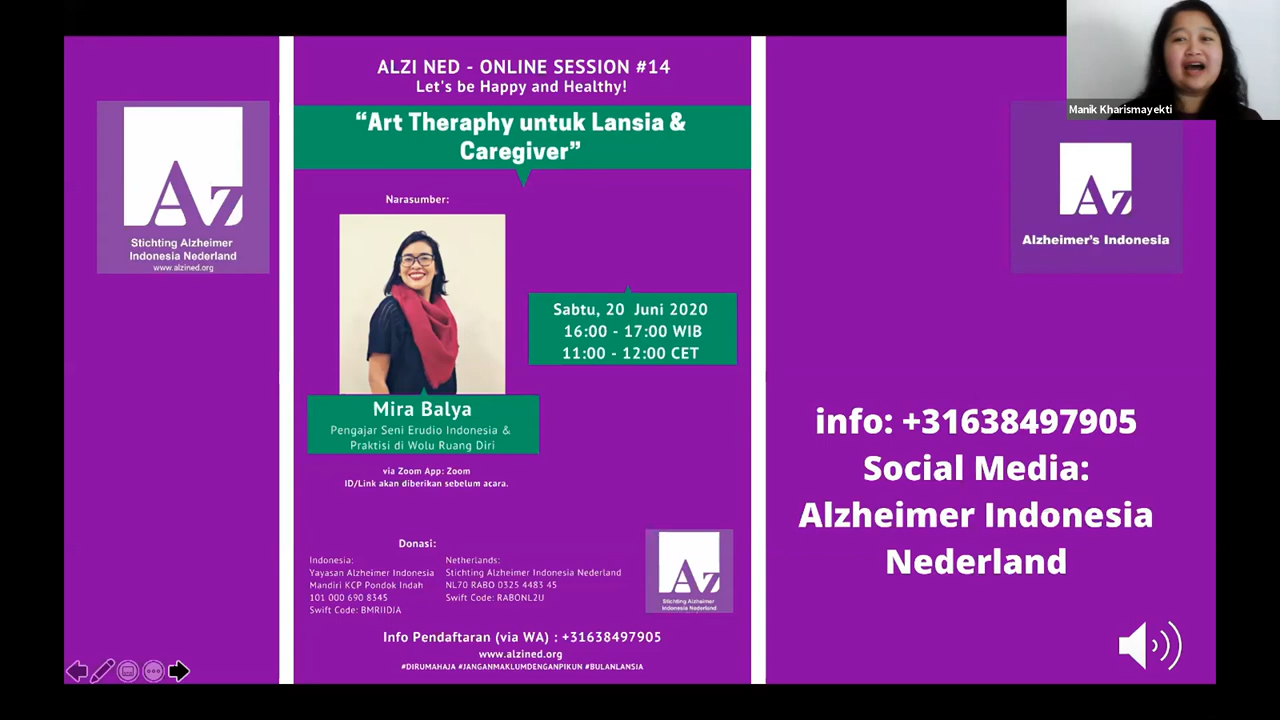 Manik Kharismayekti
Az
Stichting Alzheimer
Indonesia Nederland
www.alzined.org
ALZI NED - ONLINE SESSION #14
Let's be Happy and Healthy!
“Art Theraphy untuk Lansia &
Caregiver”
Narasumber:
Sabtu, 20 Juni 2020
16:00 - 17:00 WIB
11:00 - 12:00 CET
Mira Balya
Pengajar Seni Erudio Indonesia &
Praktisi di Wolu Ruang Diri
via Zoom App: Zoom
ID/Link akan diberikan sebelum acara.
Donasi:
Indonesia:
Yayasan Alzheimer Indonesia
Mandiri KCP Pondok Indah
101 000 690 8345
Swift Code: BMRIIDJA
Netherlands:
Stichting Alzheimer Indonesia Nederland
NL70 RABO 0325 4483 45
Swift Code: RABONL2U
Az
Stichting Alzheimer
Indonesia Nederland
Info Pendaftaran (via WA) : +31638497905
www.alzined.org
#DIRUMAHAJA #JANGANMAKLUMDENGANPIKUN #BULANLANSIA
Az
Alzheimer's Indonesia
info: +31638497905
Social Media:
Alzheimer Indonesia
Nederland